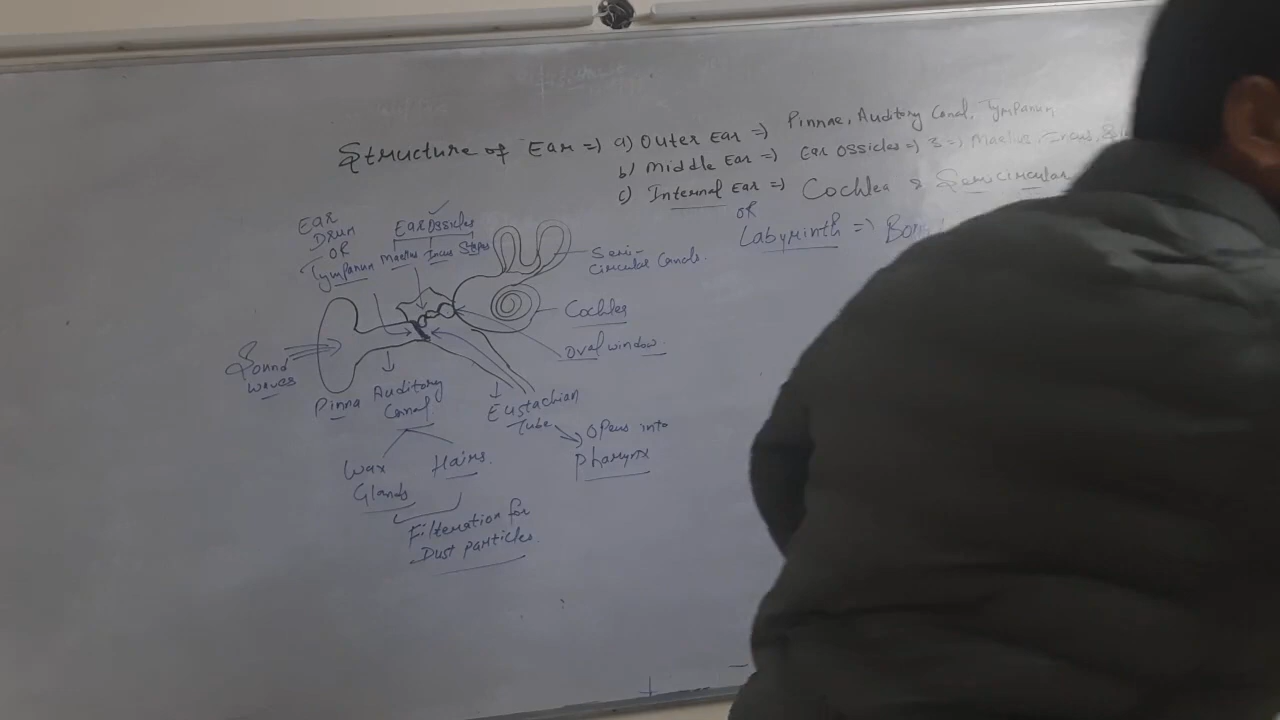 Structure of Ear => a) Outer Ear => Pinnae, Auditory Canal, Tympanum
b) Middle Ear => Ear Ossicles => 3 => Maelus, Incus,
c) Internal Ear => Cochlea & Semicircular
OR
Labyrinth =>
Ear
Drum
OR
Tympanum
Ear Ossicles
Maelus Incus Stapes
Semi-
Circular Canals.
Cochlea
Oval window.
Sound
waves
Pinna
Auditory
Canal
Eustachian
Tube
Opens into
Pharynx
Wax
Glands
Hairs.
Filteration for
Dust particles.